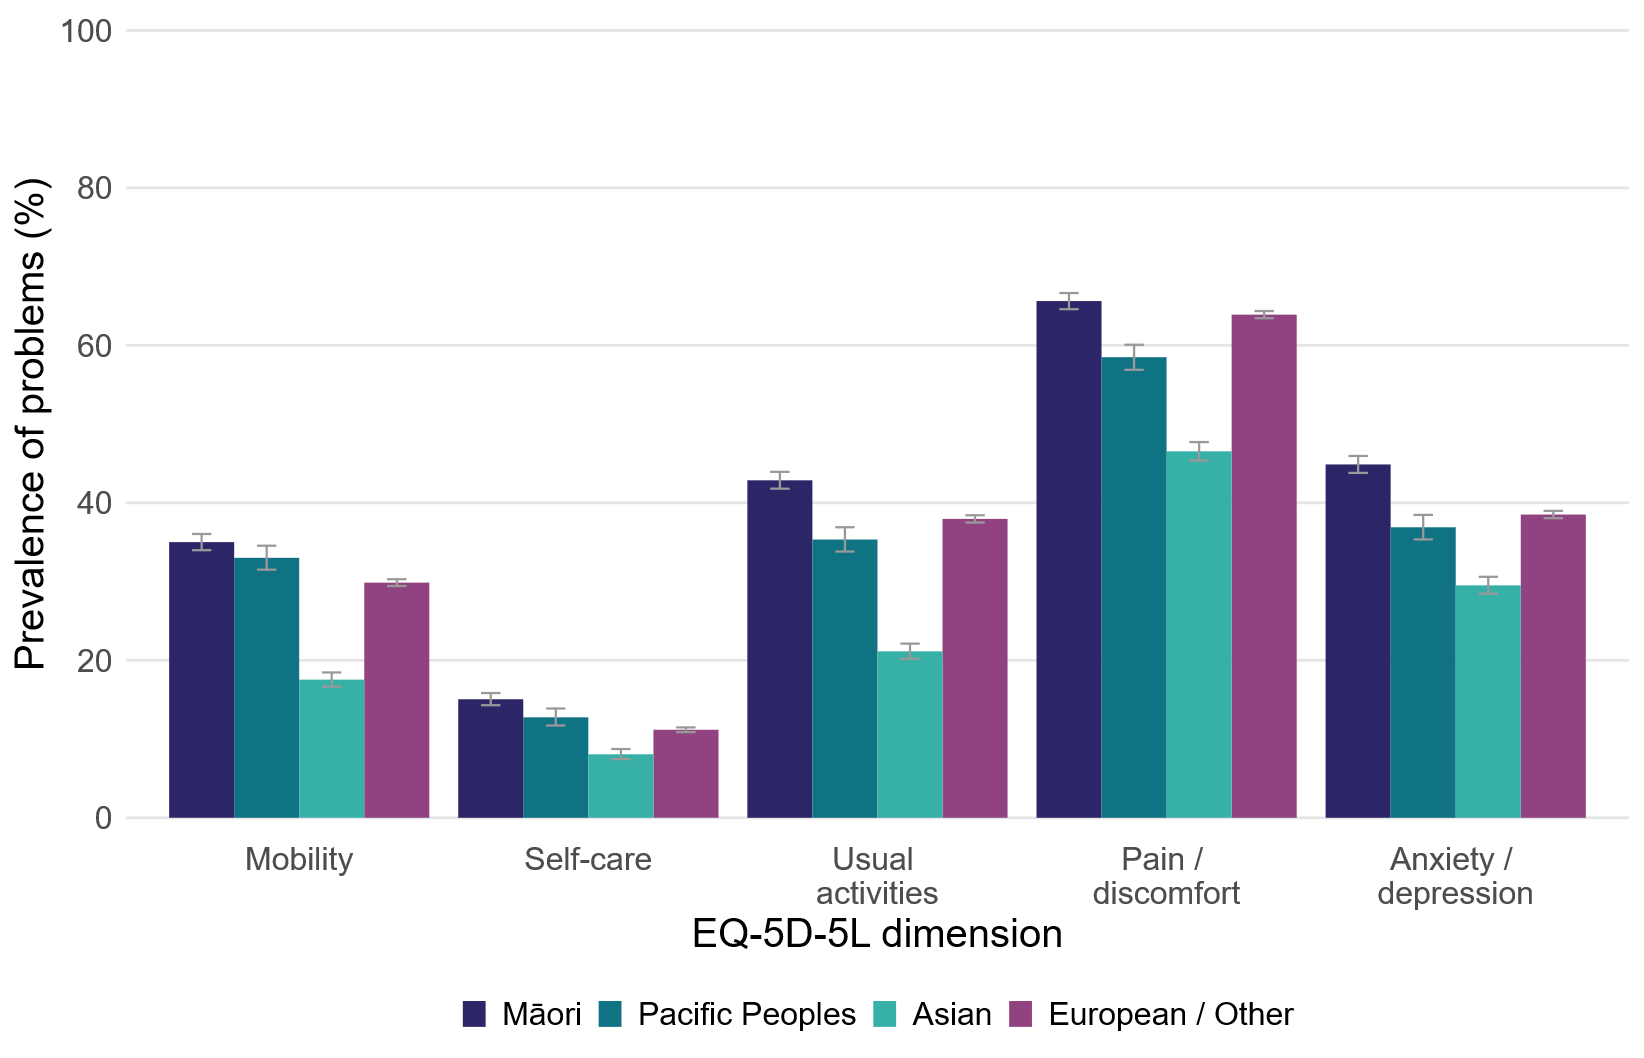 100
80
60
40
20
0
Prevalence of problems (%)
Mobility
Self-care
Usual
activities
Pain /
discomfort
Anxiety /
depression
EQ-5D-5L dimension
Māori
Pacific Peoples
Asian
European / Other